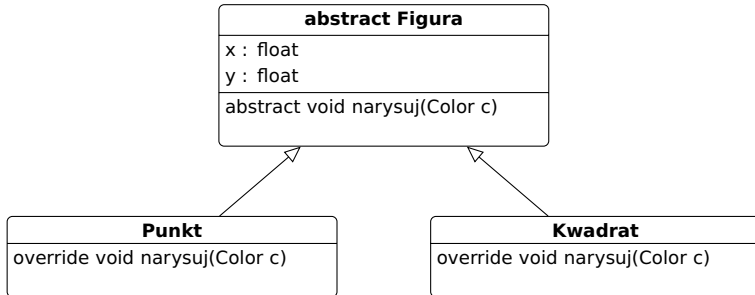 abstract Figura
x : float
y : float
abstract void narysuj(Color c)
Punkt
override void narysuj(Color c)
Kwadrat
override void narysuj(Color c)